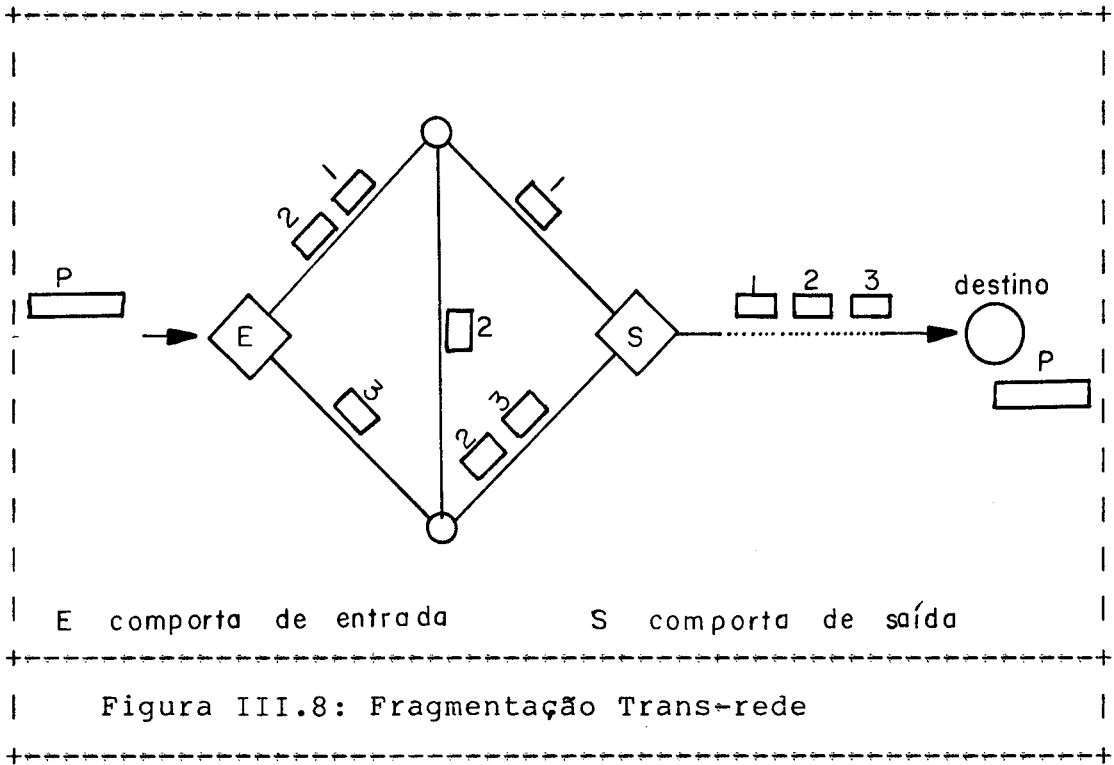 1
2
P
1
1 2 3
destino
E
2
S
3
3
2
P
E comporta de entrada
S comporta de saída
Figura III.8: Fragmentação Trans-rede